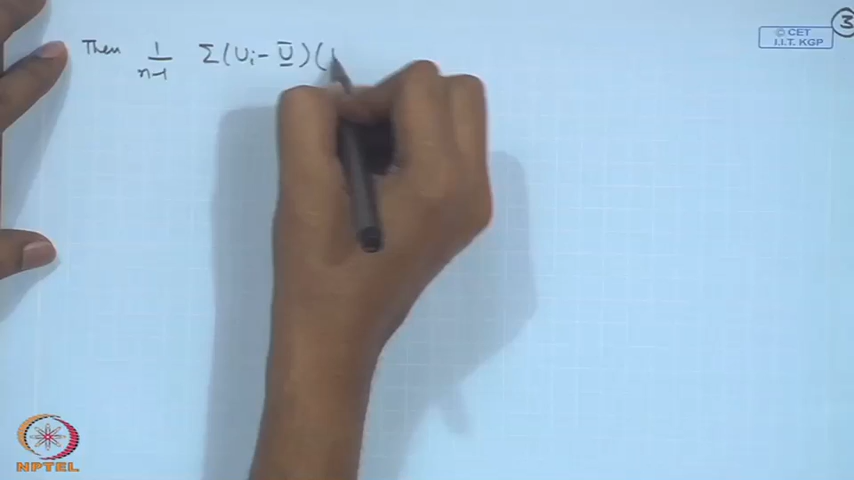 Then 1/(n-1) Σ(Ui - U̅)(
3
© CET
I.I.T. KGP
NPTEL